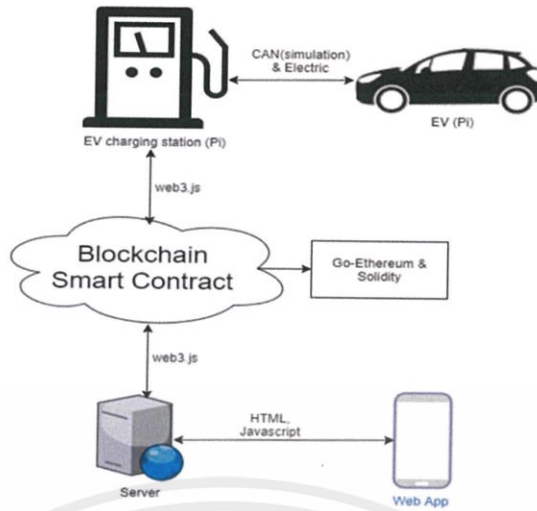 CAN(simulation)
& Electric
EV charging station (Pi)
EV (Pi)
web3.js
Blockchain
Smart Contract
Go-Ethereum &
Solidity
web3.js
HTML,
Javascript
Server
Web App